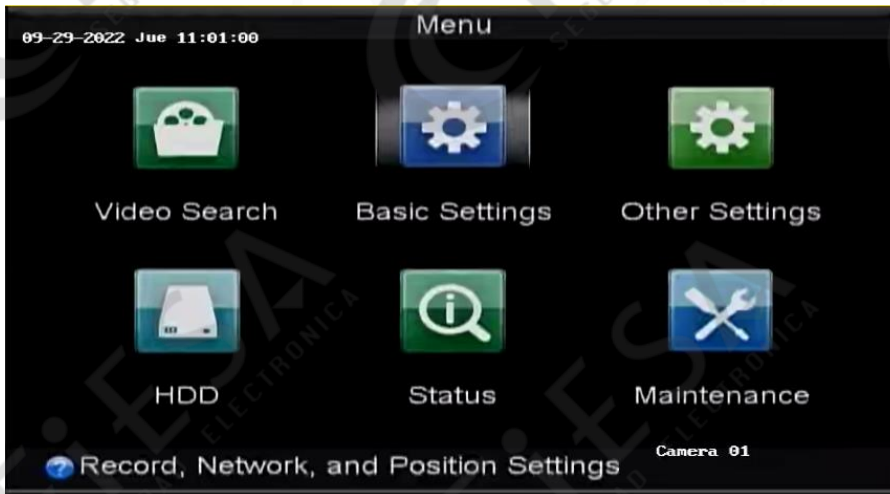 Menu
09-29-2022 Jue 11:01:00
Video Search
Basic Settings
Other Settings
HDD
Status
Maintenance
Record, Network, and Position Settings
Camera 01